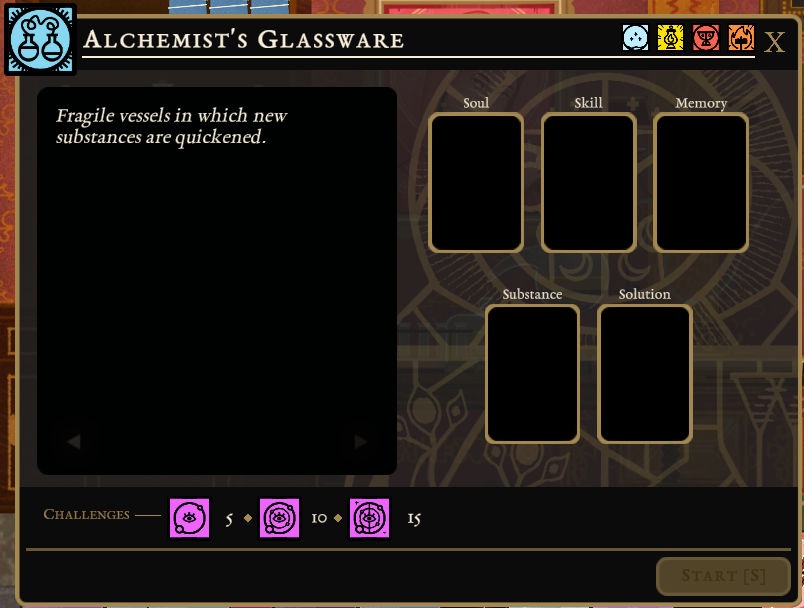 Alchemist's Glassware
X
Fragile vessels in which new
substances are quickened.
Soul Skill Memory
Substance Solution
Challenges 5 10 15
Start [S]